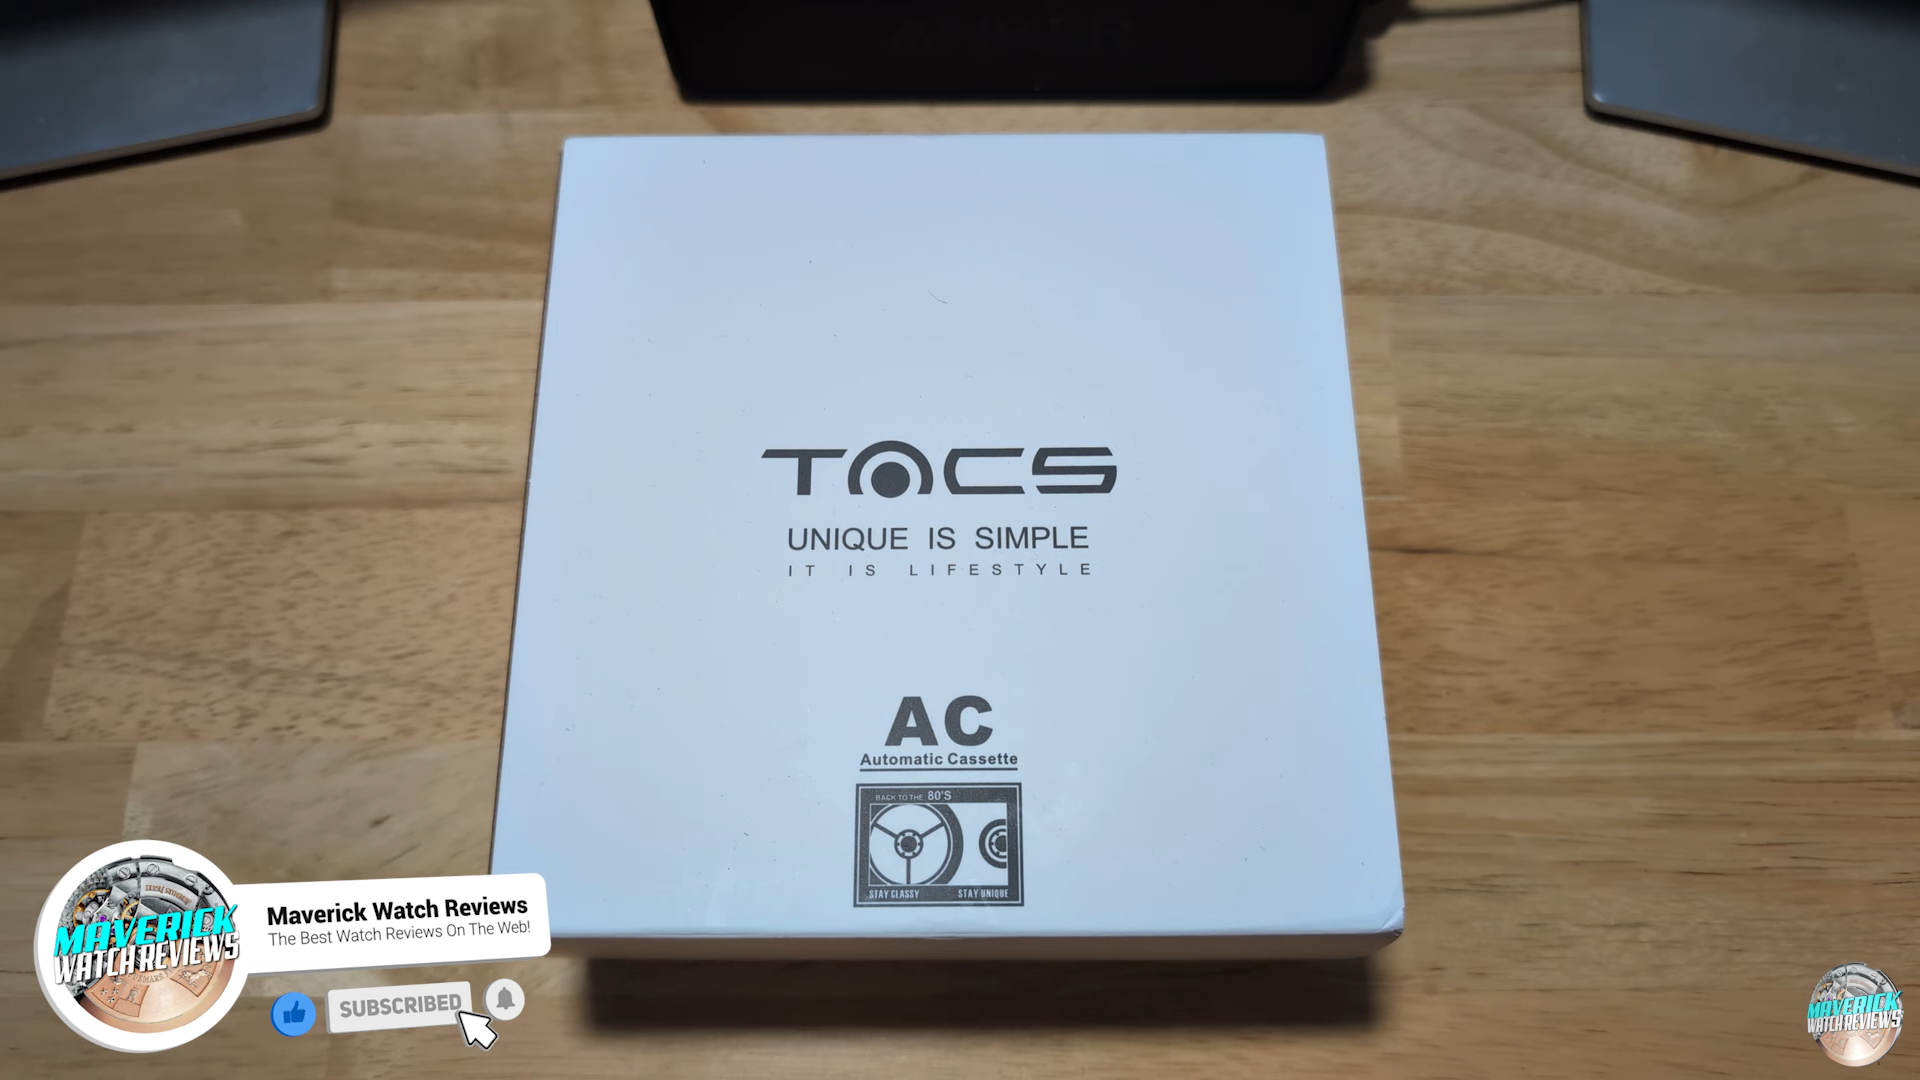 ANKER
TACS
UNIQUE IS SIMPLE
IT IS LIFESTYLE
AC
Automatic Cassette
BACK TO THE 80'S
STAY CLASSY STAY UNIQUE
MAVERICK
WATCH REVIEWS
Maverick Watch Reviews
The Best Watch Reviews On The Web!
SUBSCRIBED
MAVERICK
WATCH REVIEWS